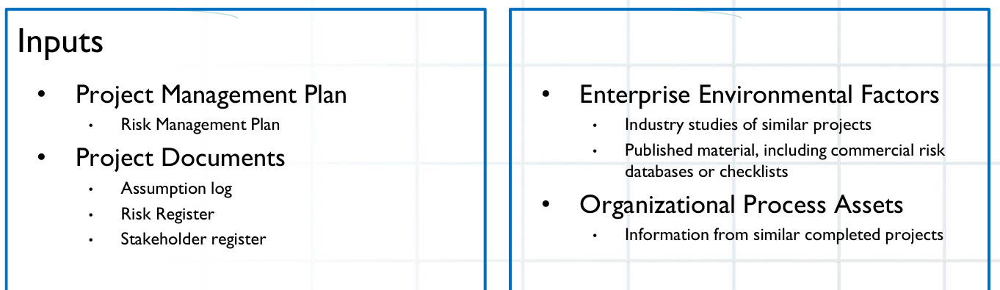 Inputs
• Project Management Plan
• Risk Management Plan
• Project Documents
• Assumption log
• Risk Register
• Stakeholder register
• Enterprise Environmental Factors
• Industry studies of similar projects
• Published material, including commercial risk
databases or checklists
• Organizational Process Assets
• Information from similar completed projects